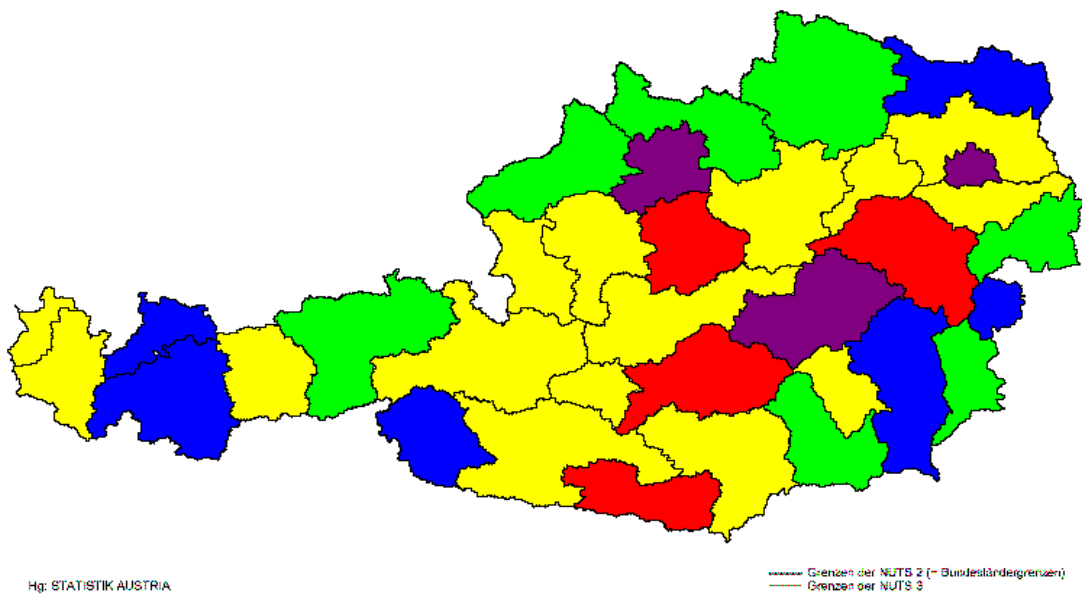 Hg: STATISTIK AUSTRIA
Grenzen der NUTS 2 (= Bundesländergrenzen)
Grenzen der NUTS 3